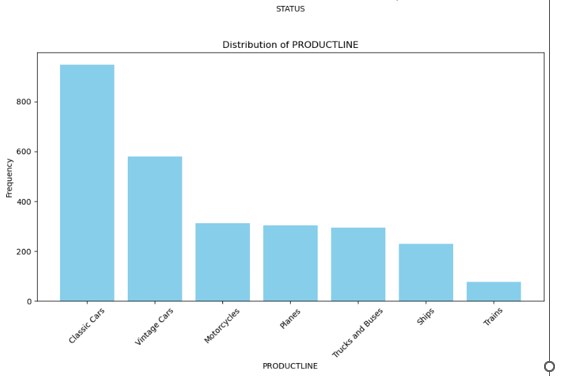 STATUS
Distribution of PRODUCTLINE
Frequency
800
600
400
200
0
Classic Cars
Vintage Cars
Motorcycles
Planes
Trucks and Buses
Ships
Trains
PRODUCTLINE